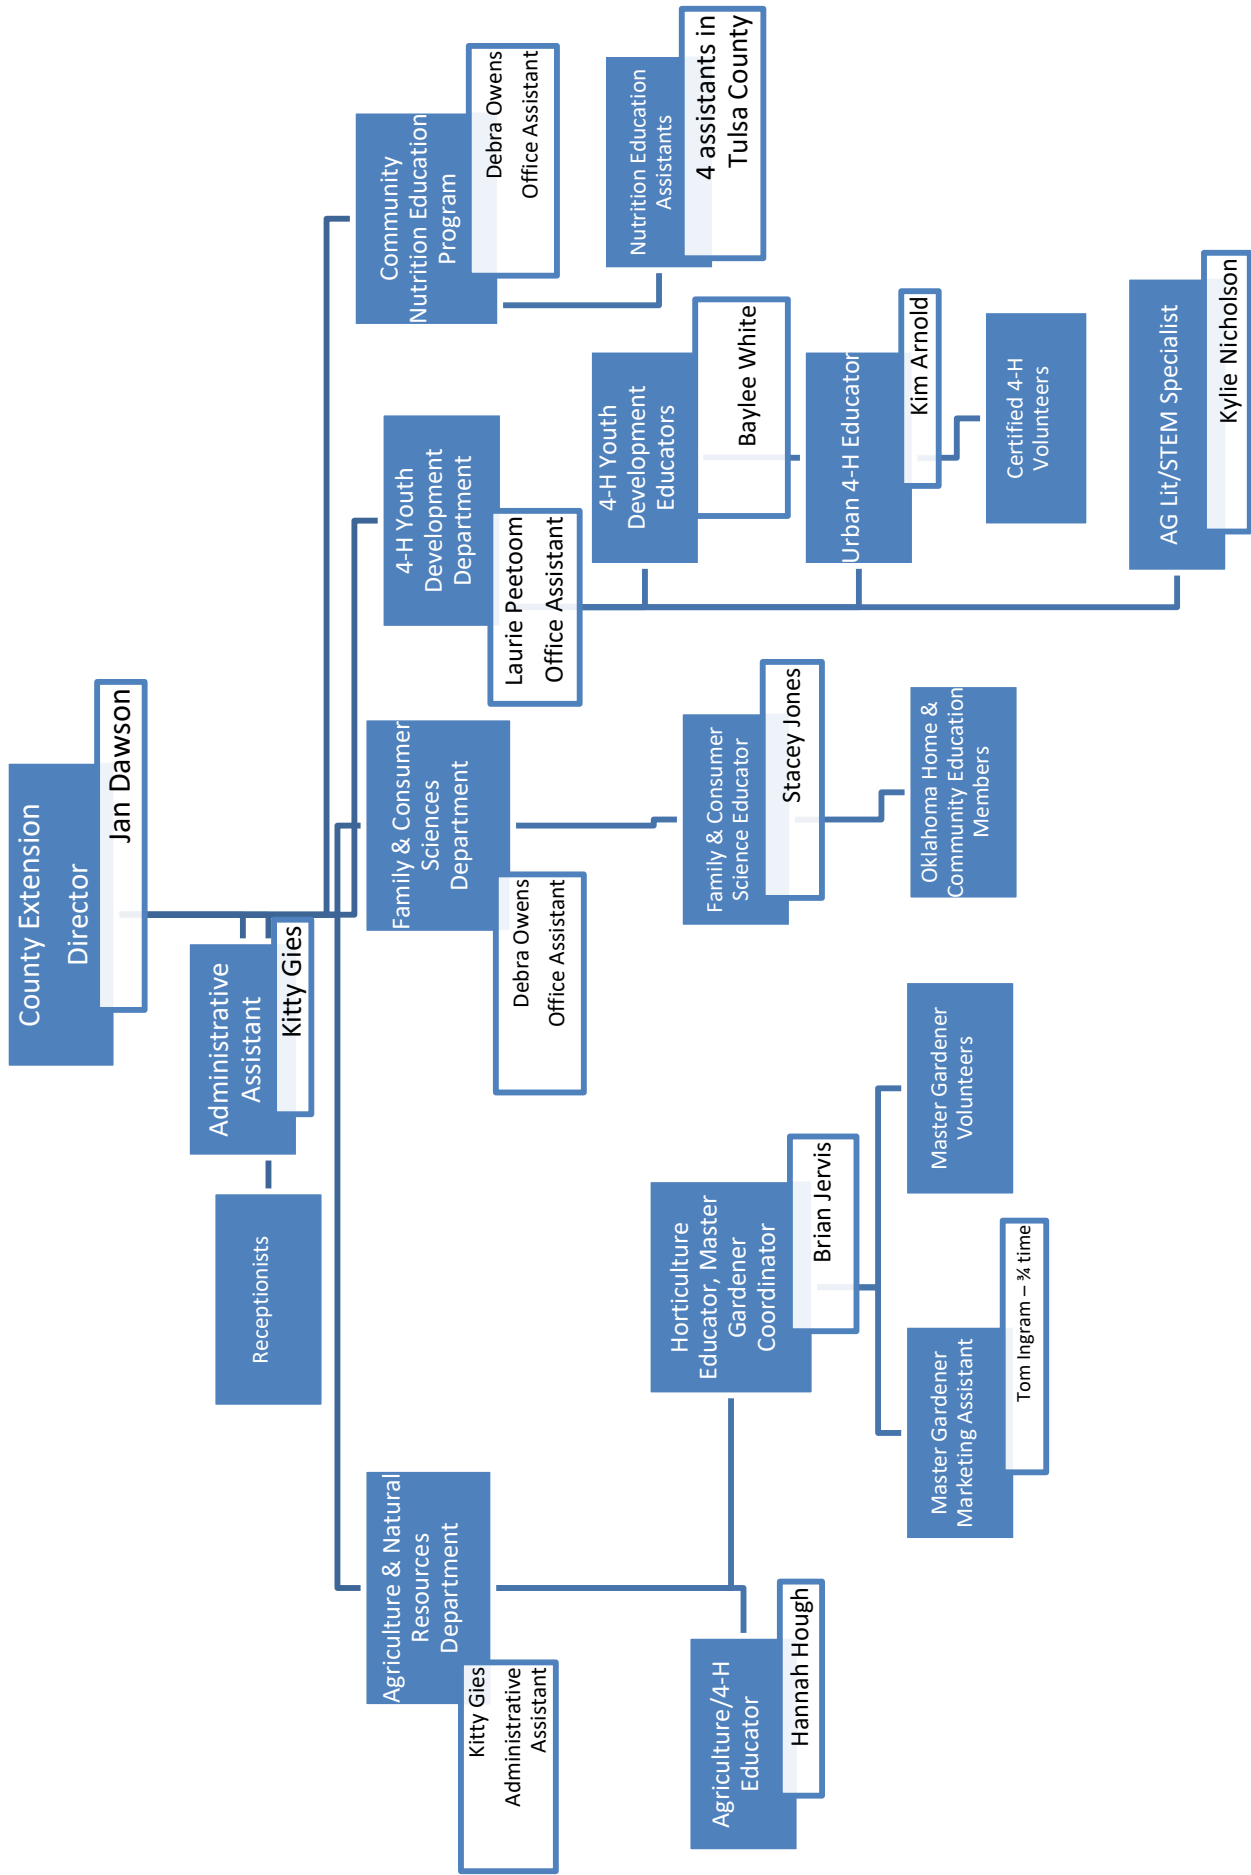 County Extension
Director
Jan Dawson
Administrative
Assistant
Kitty Gies
Receptionists
Agriculture & Natural
Resources
Department
Kitty Gies
Administrative
Assistant
Family & Consumer
Sciences
Department
Debra Owens
Office Assistant
4-H Youth
Development
Department
Laurie Peetoom
Office Assistant
Community
Nutrition Education
Program
Debra Owens
Office Assistant
Agriculture/4-H
Educator
Hannah Hough
Horticulture
Educator, Master
Gardener
Coordinator
Brian Jervis
Master Gardener
Marketing Assistant
Tom Ingram – ¾ time
Master Gardener
Volunteers
Family & Consumer
Science Educator
Stacey Jones
Oklahoma Home &
Community Education
Members
4-H Youth
Development
Educators
Baylee White
Urban 4-H Educator
Kim Arnold
Certified 4-H
Volunteers
AG Lit/STEM Specialist
Kylie Nicholson
Nutrition Education
Assistants
4 assistants in
Tulsa County